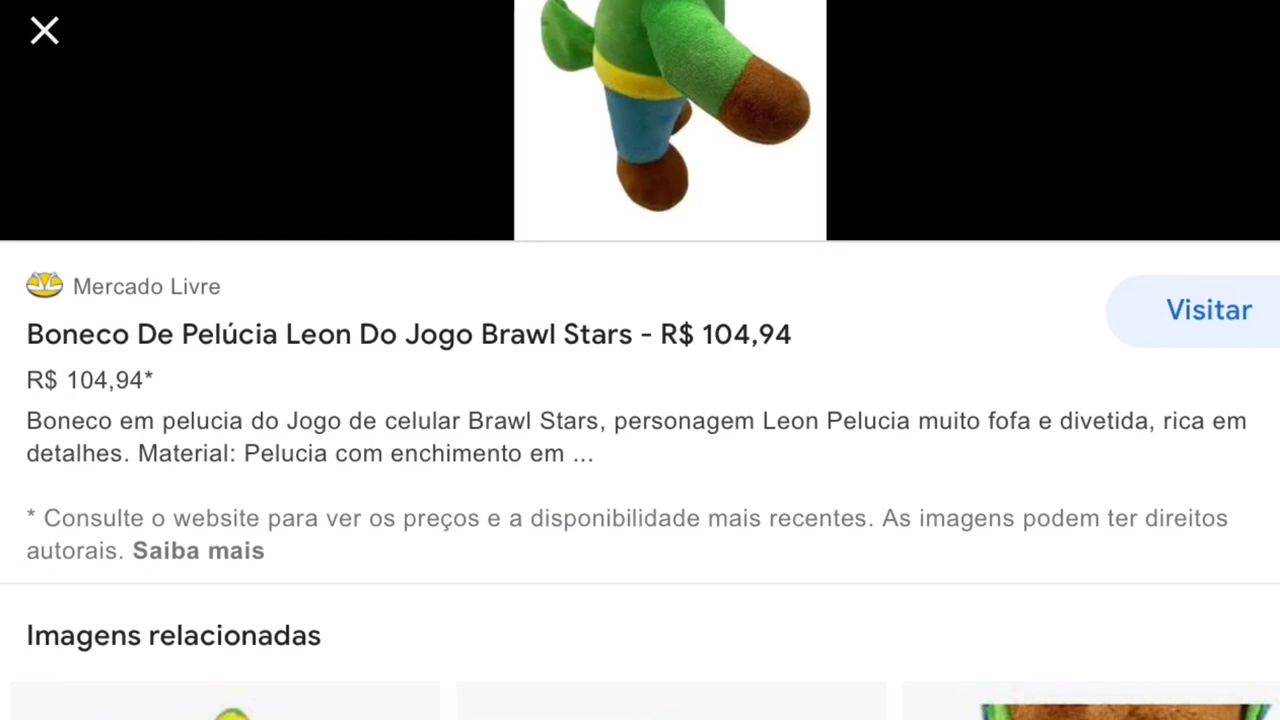 Mercado Livre
Visitar
Boneco De Pelúcia Leon Do Jogo Brawl Stars - R$ 104,94
R$ 104,94*
Boneco em pelucia do Jogo de celular Brawl Stars, personagem Leon Pelucia muito fofa e divetida, rica em
detalhes. Material: Pelucia com enchimento em ...
* Consulte o website para ver os preços e a disponibilidade mais recentes. As imagens podem ter direitos
autorais. Saiba mais
Imagens relacionadas